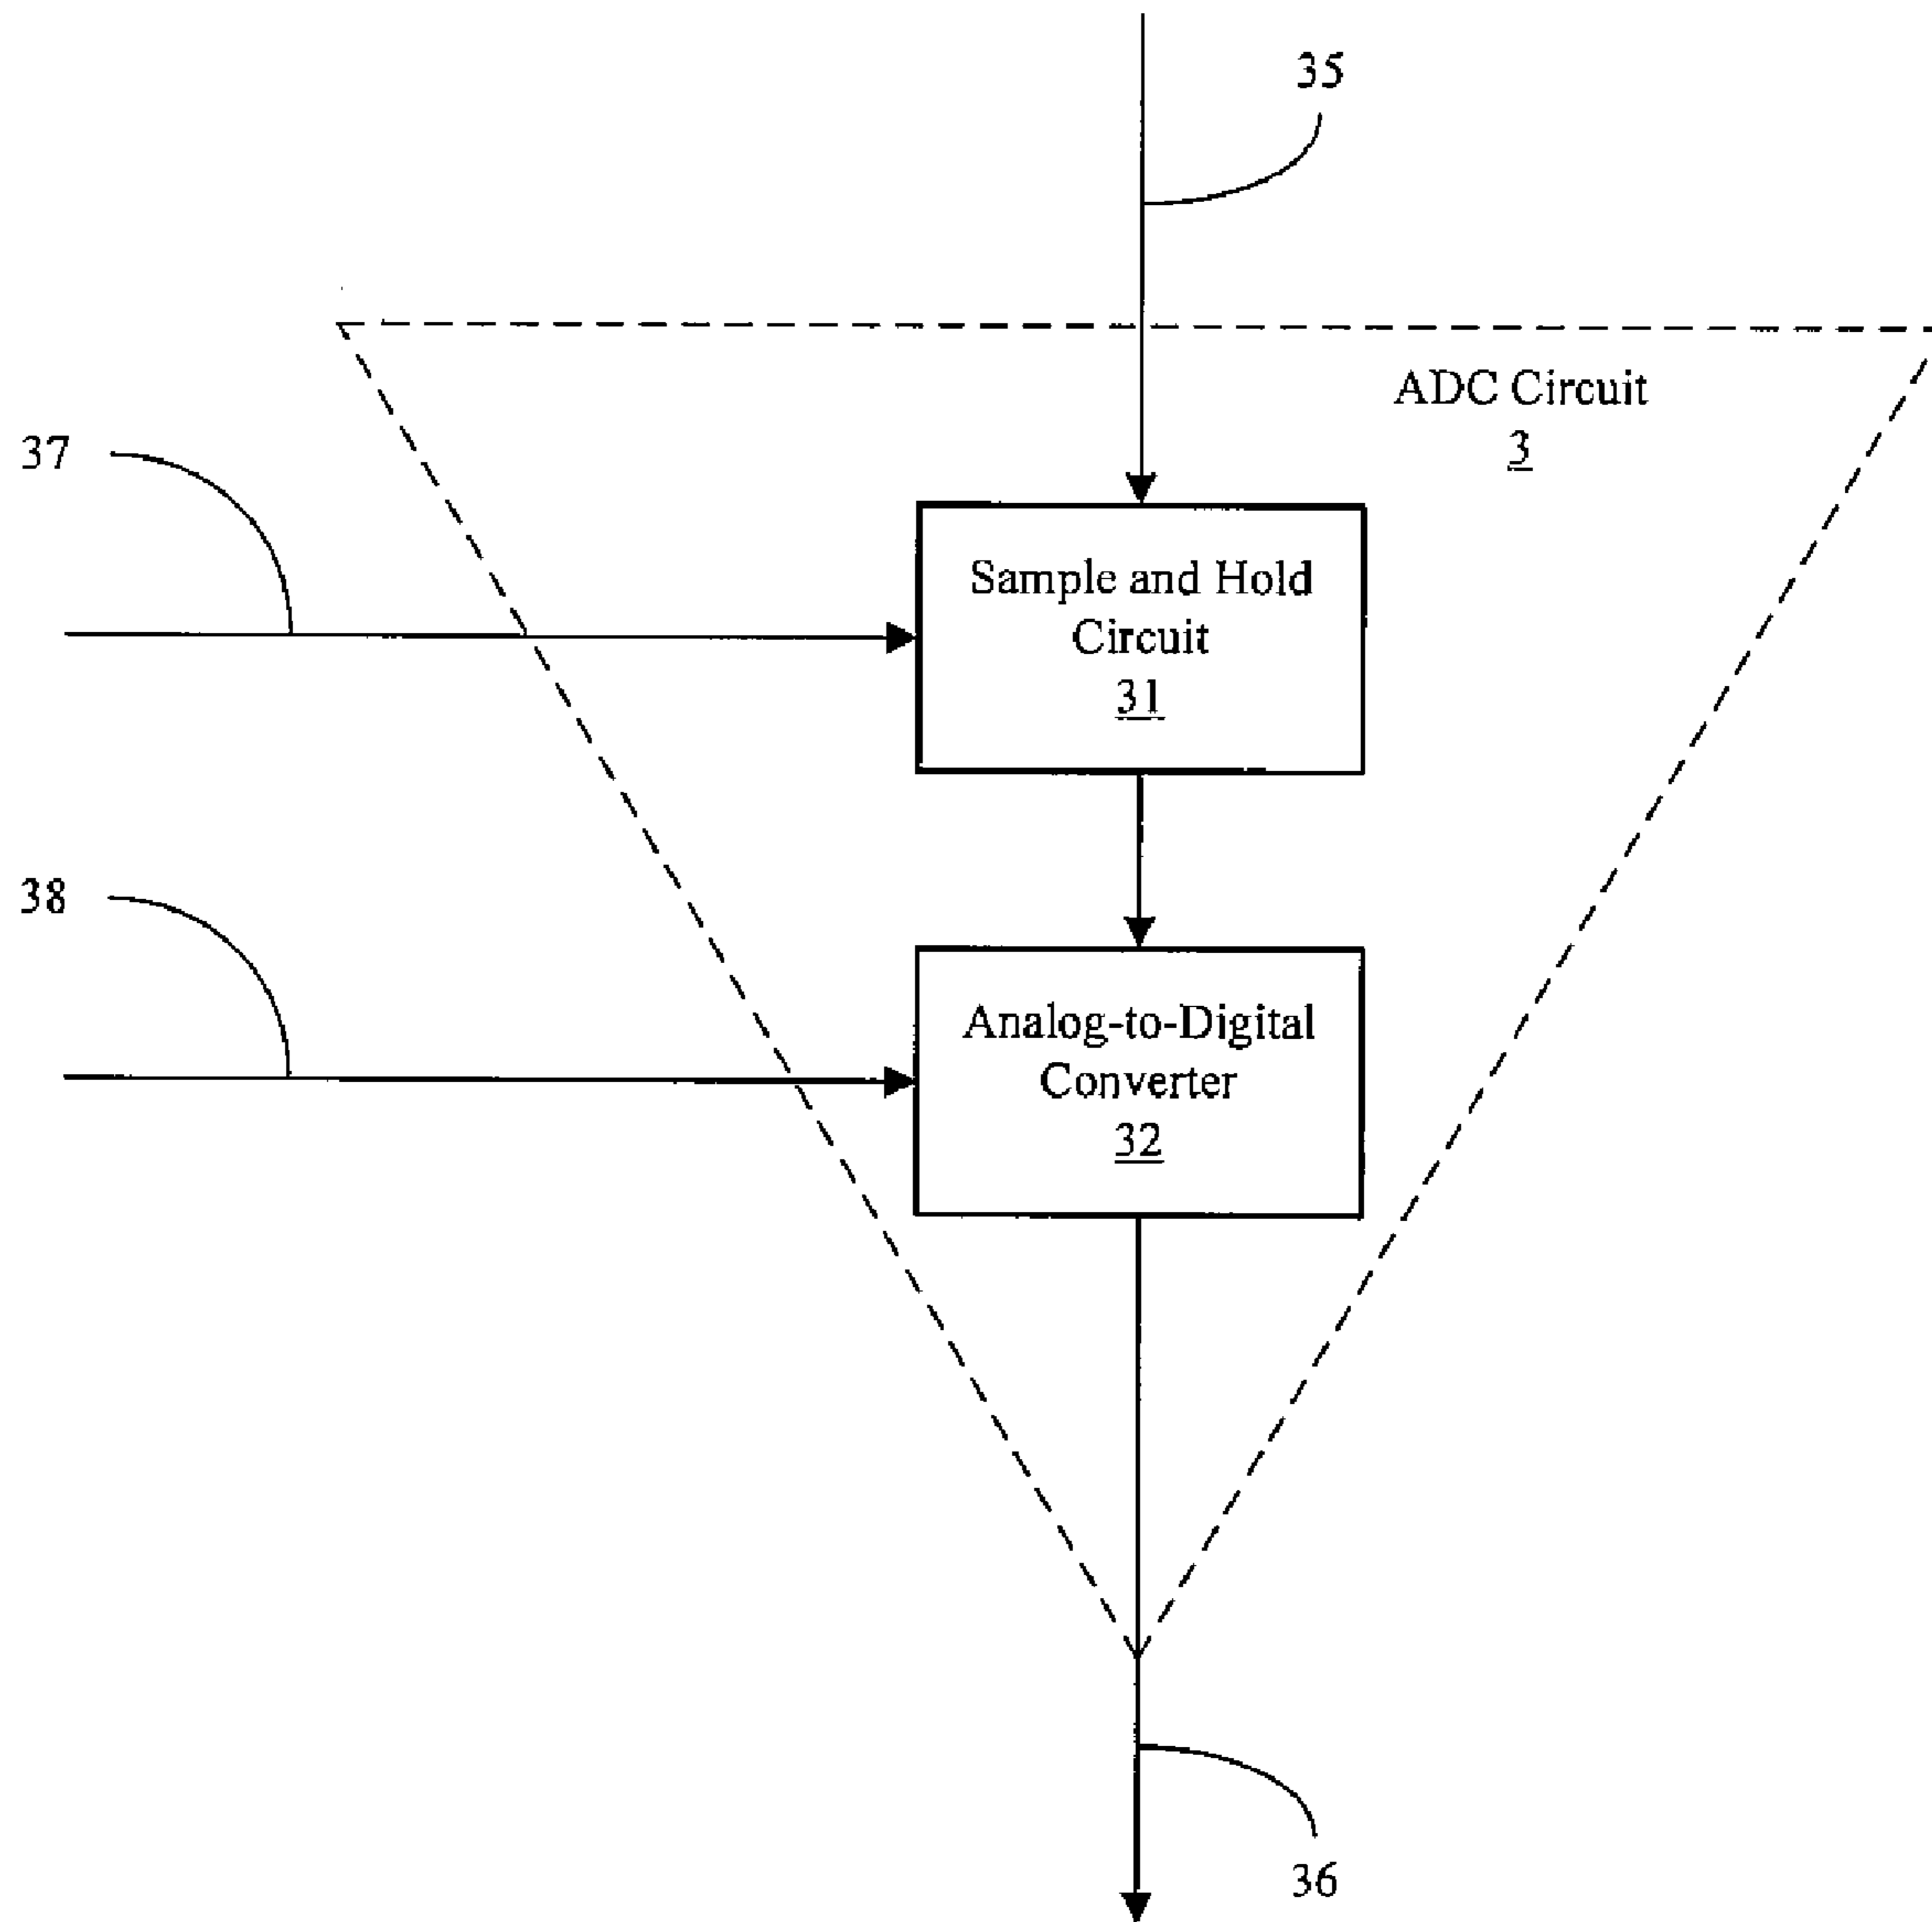 35
ADC Circuit
3
37
Sample and Hold
Circuit
31
38
Analog-to-Digital
Converter
32
36